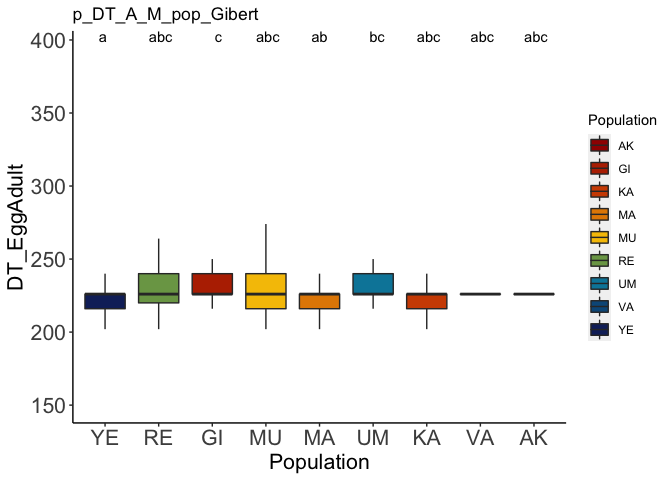 p_DT_A_M_pop_Gibert
a abc c abc ab bc abc abc abc
400
350
300
250
200
150
DT_EggAdult
YE RE GI MU MA UM KA VA AK
Population
Population
AK
GI
KA
MA
MU
RE
UM
VA
YE